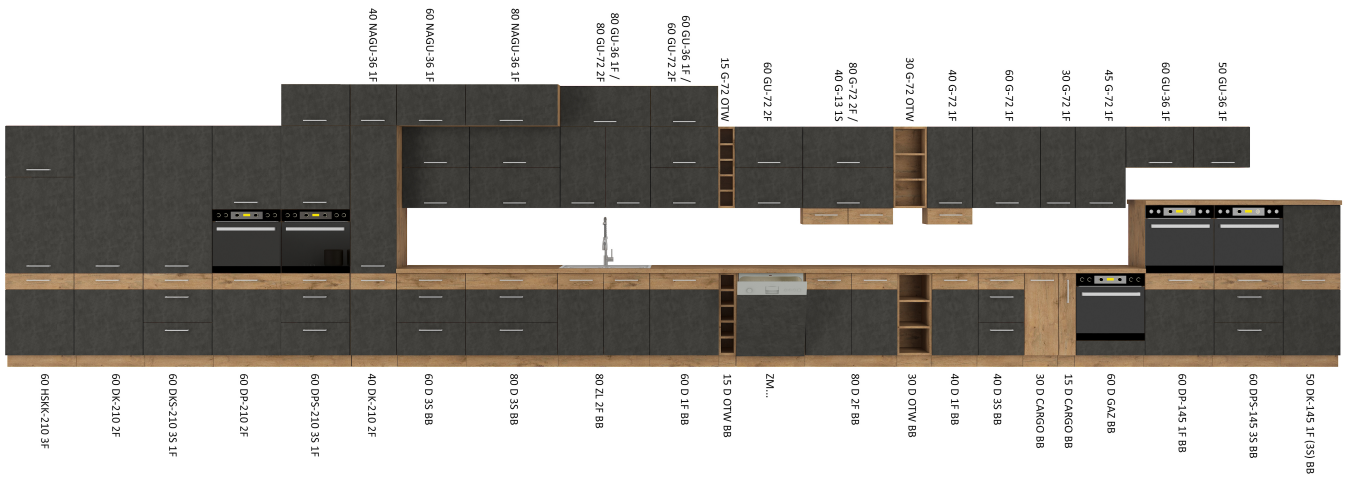 40 NAGU-36 1F
60 NAGU-36 1F
80 NAGU-36 1F
80 GU-36 1F /
80 GU-72 2F
60 GU-36 1F /
60 GU-72 2F
15 G-72 OTW
60 GU-72 2F
80 G-72 2F /
40 G-13 1S
30 G-72 OTW
40 G-72 1F
60 G-72 1F
30 G-72 1F
45 G-72 1F
60 GU-36 1F
50 GU-36 1F
60 HSKK-210 3F
60 DK-210 2F
60 DKS-210 3S 1F
60 DP-210 2F
60 DPS-210 3S 1F
40 DK-210 2F
60 D 3S BB
80 D 3S BB
80 ZL 2F BB
60 D 1F BB
15 D OTW BB
ZM...
80 D 2F BB
30 D OTW BB
40 D 1F BB
40 D 3S BB
30 D CARGO BB
15 D CARGO BB
60 D GAZ BB
60 DP-145 1F BB
60 DPS-145 3S BB
50 DK-145 1F (3S) BB